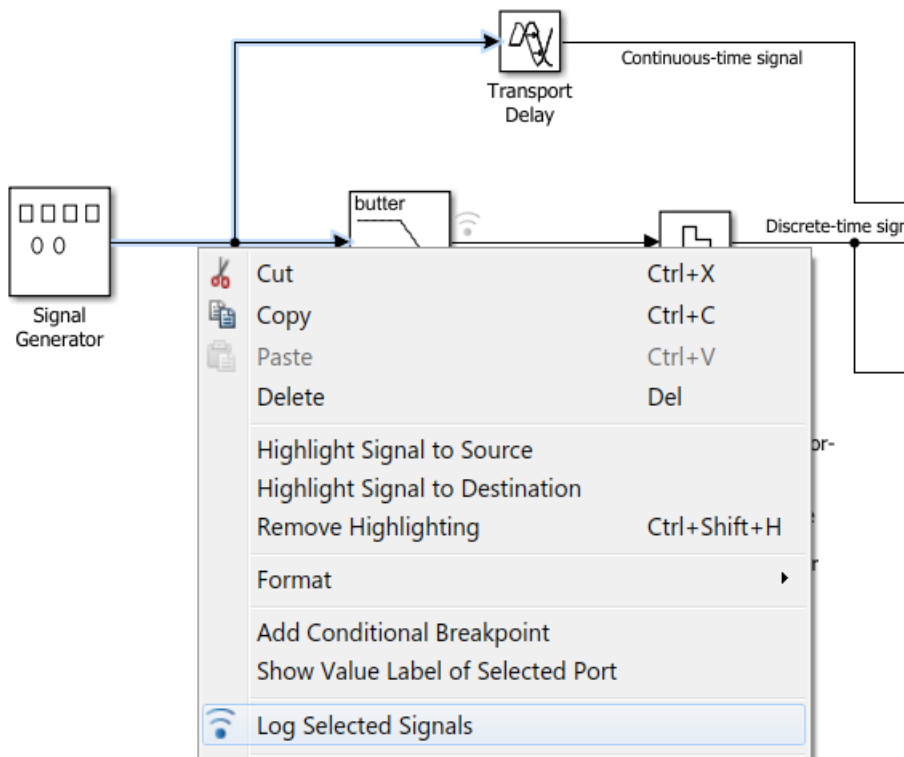 Continuous-time signal
Transport
Delay
butter
Discrete-time sign
Signal
Generator
Cut Ctrl+X
Copy Ctrl+C
Paste Ctrl+V
Delete Del
Highlight Signal to Source
or-
Highlight Signal to Destination
Remove Highlighting Ctrl+Shift+H
Format
Add Conditional Breakpoint
Show Value Label of Selected Port
Log Selected Signals